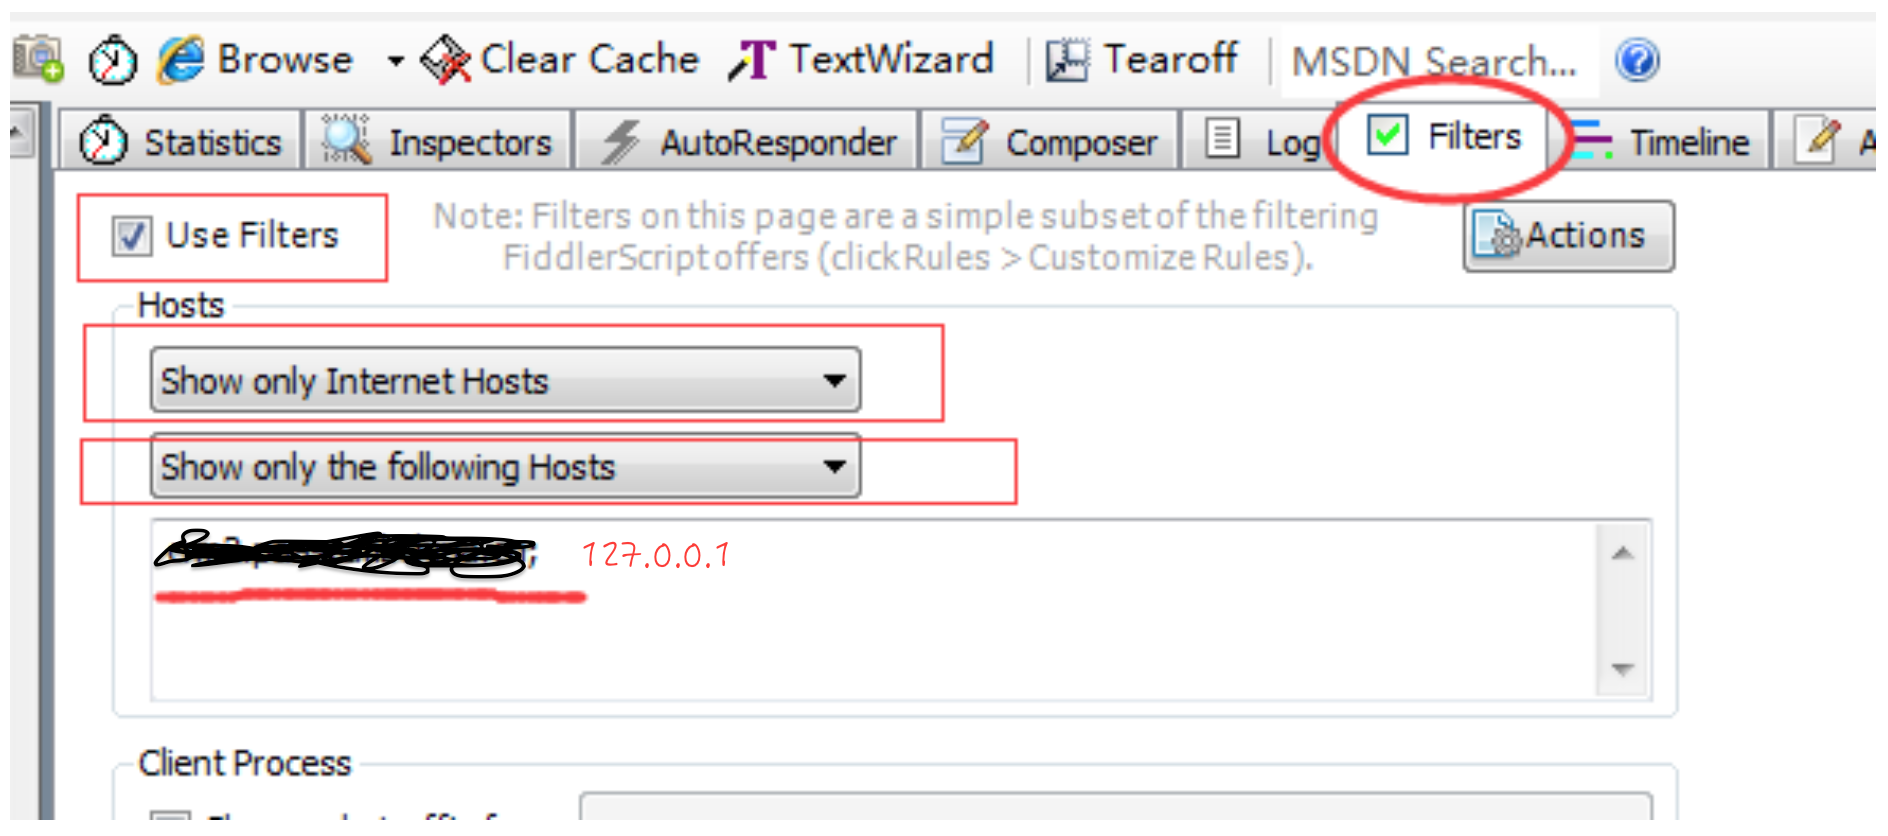 Browse Clear Cache TextWizard Tearoff MSDN Search...
Statistics Inspectors AutoResponder Composer Log Filters Timeline
Use Filters
Note: Filters on this page are a simple subset of the filtering
FiddlerScript offers (click Rules > Customize Rules).
Actions
Hosts
Show only Internet Hosts
Show only the following Hosts
127.0.0.1
Client Process